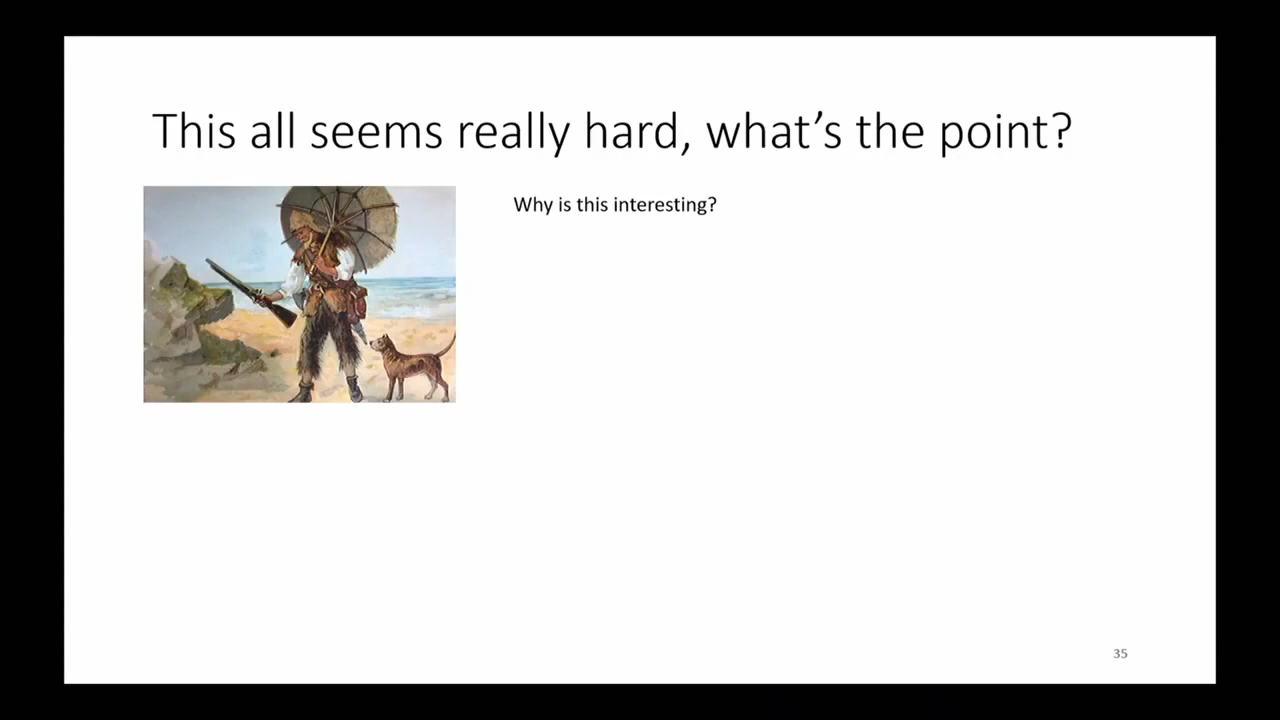 This all seems really hard, what’s the point?
Why is this interesting?
35